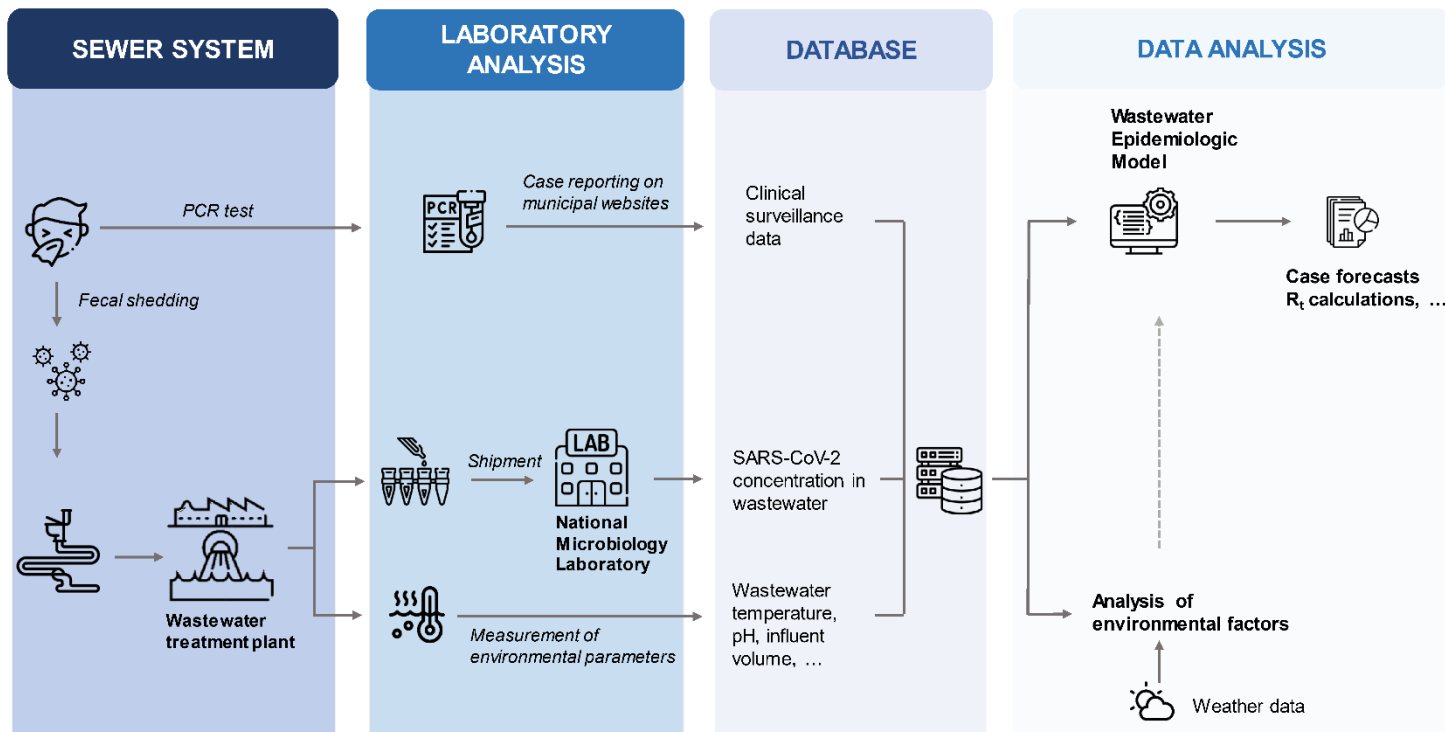 SEWER SYSTEM
LABORATORY
ANALYSIS
DATABASE
DATA ANALYSIS
PCR test
Fecal shedding
Wastewater
treatment plant
PCR
Case reporting on
municipal websites
Shipment
LAB
National
Microbiology
Laboratory
Measurement of
environmental parameters
Clinical
surveillance
data
SARS-CoV-2
concentration in
wastewater
Wastewater
temperature,
pH, influent
volume, …
Wastewater
Epidemiologic
Model
Case forecasts
Rₜ calculations, …
Analysis of
environmental factors
Weather data